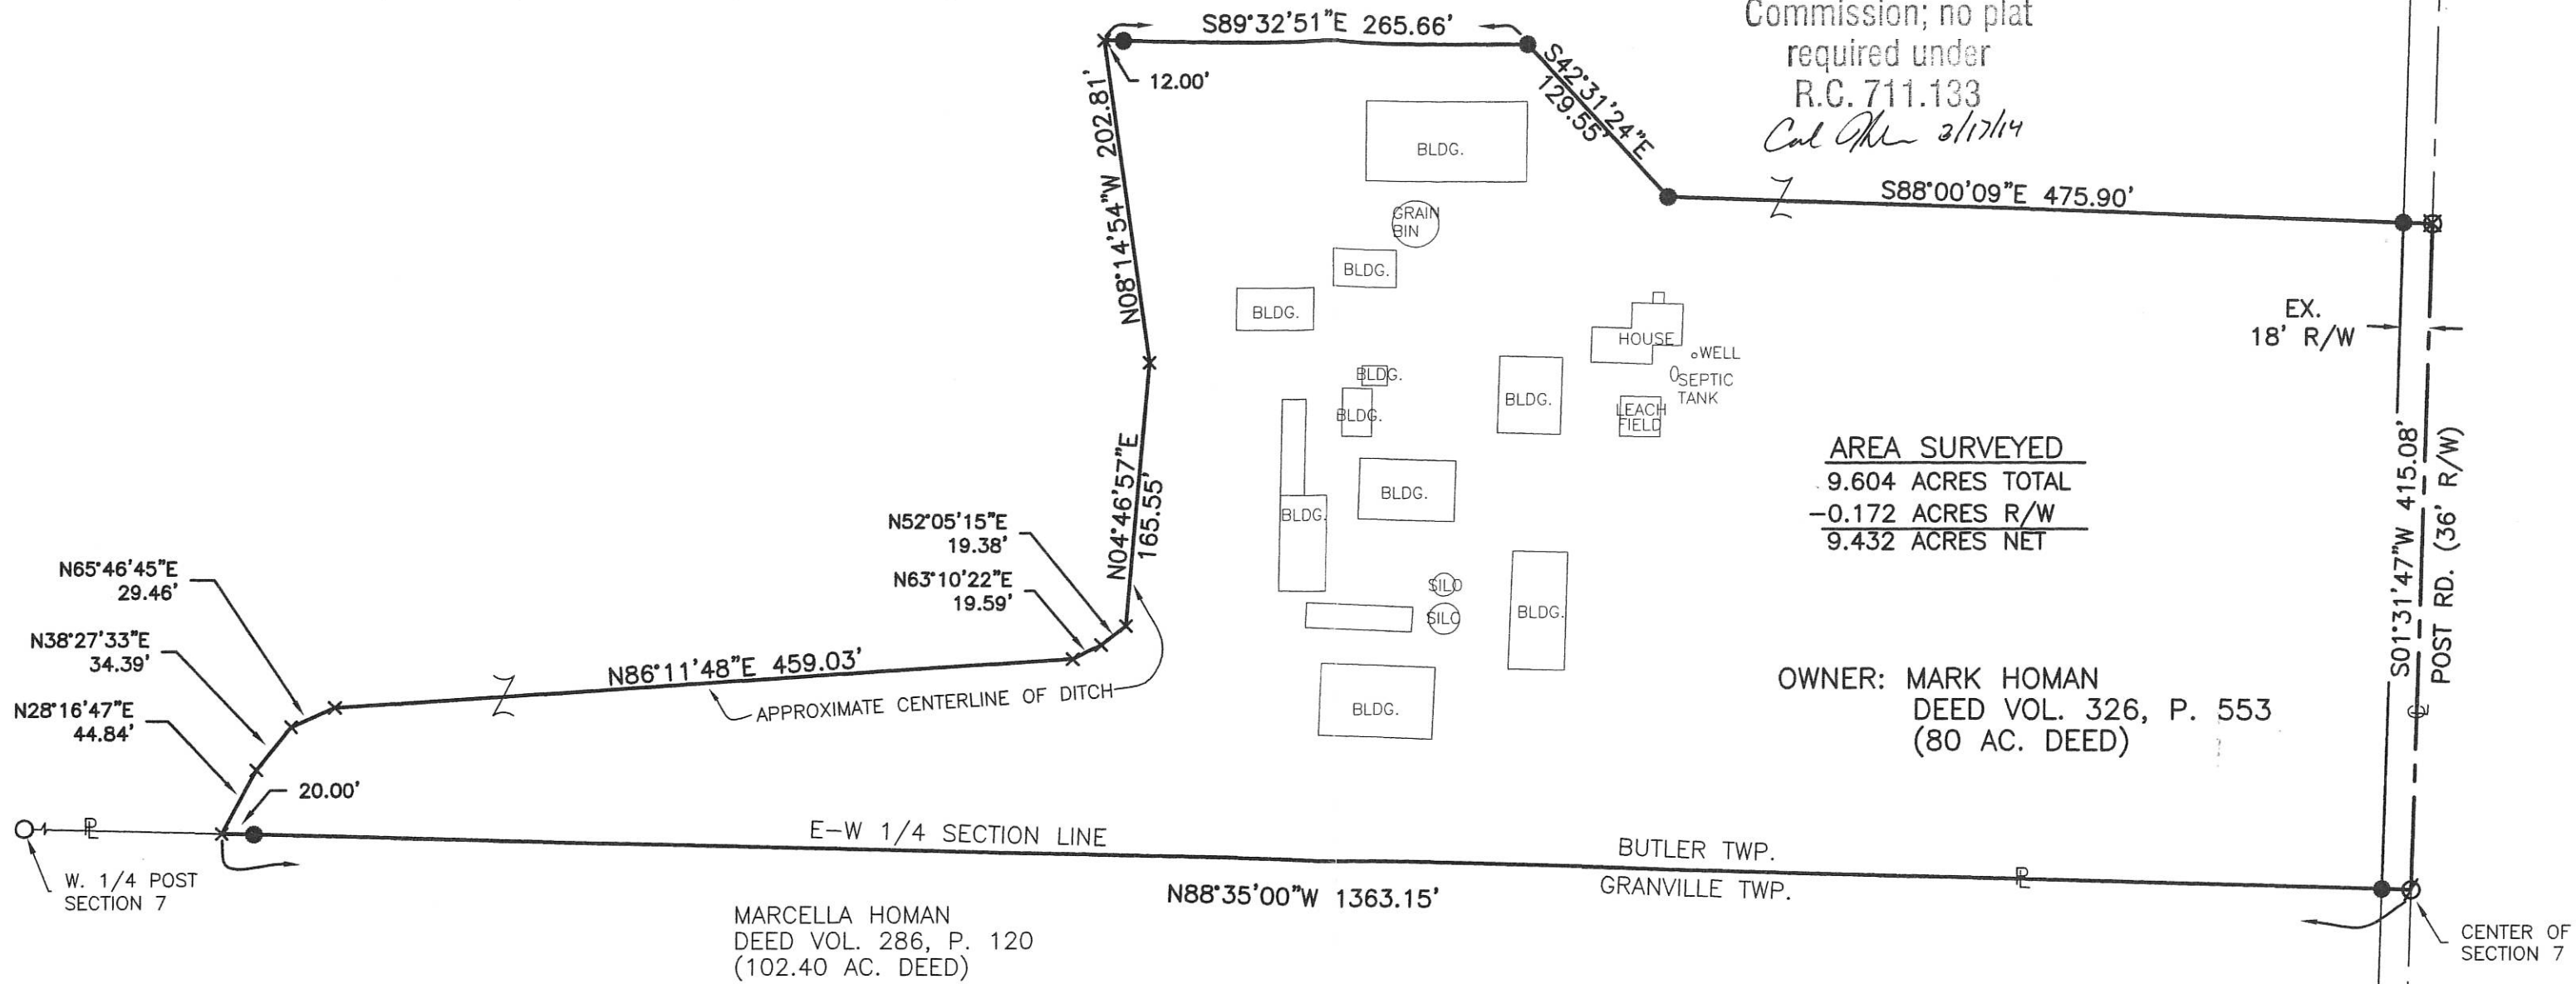 Commission; no plat
required under
R.C. 711.133
3/17/14
S89°32'51"E 265.66'
12.00'
N08°14'54"W 202.81'
S42°31'24"E
129.55'
S88°00'09"E 475.90'
BLDG.
GRAIN
BIN
BLDG.
BLDG.
HOUSE
WELL
SEPTIC
TANK
LEACH
FIELD
BLDG.
BLDG.
BLDG.
BLDG.
BLDG.
SILO
SILO
BLDG.
BLDG.
EX.
18' R/W
S01°31'47"W 415.08'
POST RD. (36' R/W)
AREA SURVEYED
9.604 ACRES TOTAL
-0.172 ACRES R/W
9.432 ACRES NET
OWNER: MARK HOMAN
DEED VOL. 326, P. 553
(80 AC. DEED)
N04°46'57"E
165.55'
N52°05'15"E
19.38'
N63°10'22"E
19.59'
N86°11'48"E 459.03'
APPROXIMATE CENTERLINE OF DITCH
N65°46'45"E
29.46'
N38°27'33"E
34.39'
N28°16'47"E
44.84'
20.00'
W. 1/4 POST
SECTION 7
E-W 1/4 SECTION LINE
BUTLER TWP.
GRANVILLE TWP.
N88°35'00"W 1363.15'
MARCELLA HOMAN
DEED VOL. 286, P. 120
(102.40 AC. DEED)
CENTER OF
SECTION 7